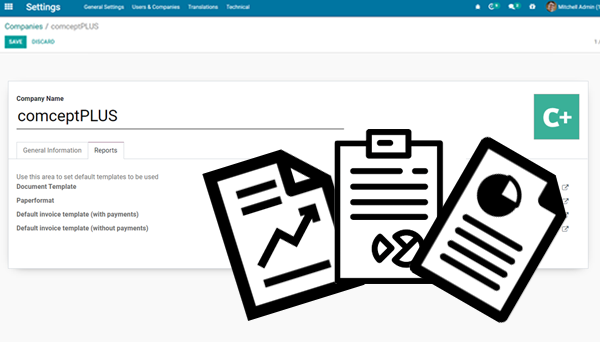 Settings General Settings Users & Companies Translations Technical Mitchell Admin (1
Companies / comceptPLUS
SAVE DISCARD 1 /
Company Name
comceptPLUS
C+
General Information Reports
Use this area to set default templates to be used
Document Template
Paperformat
Default invoice template (with payments)
Default invoice template (without payments)